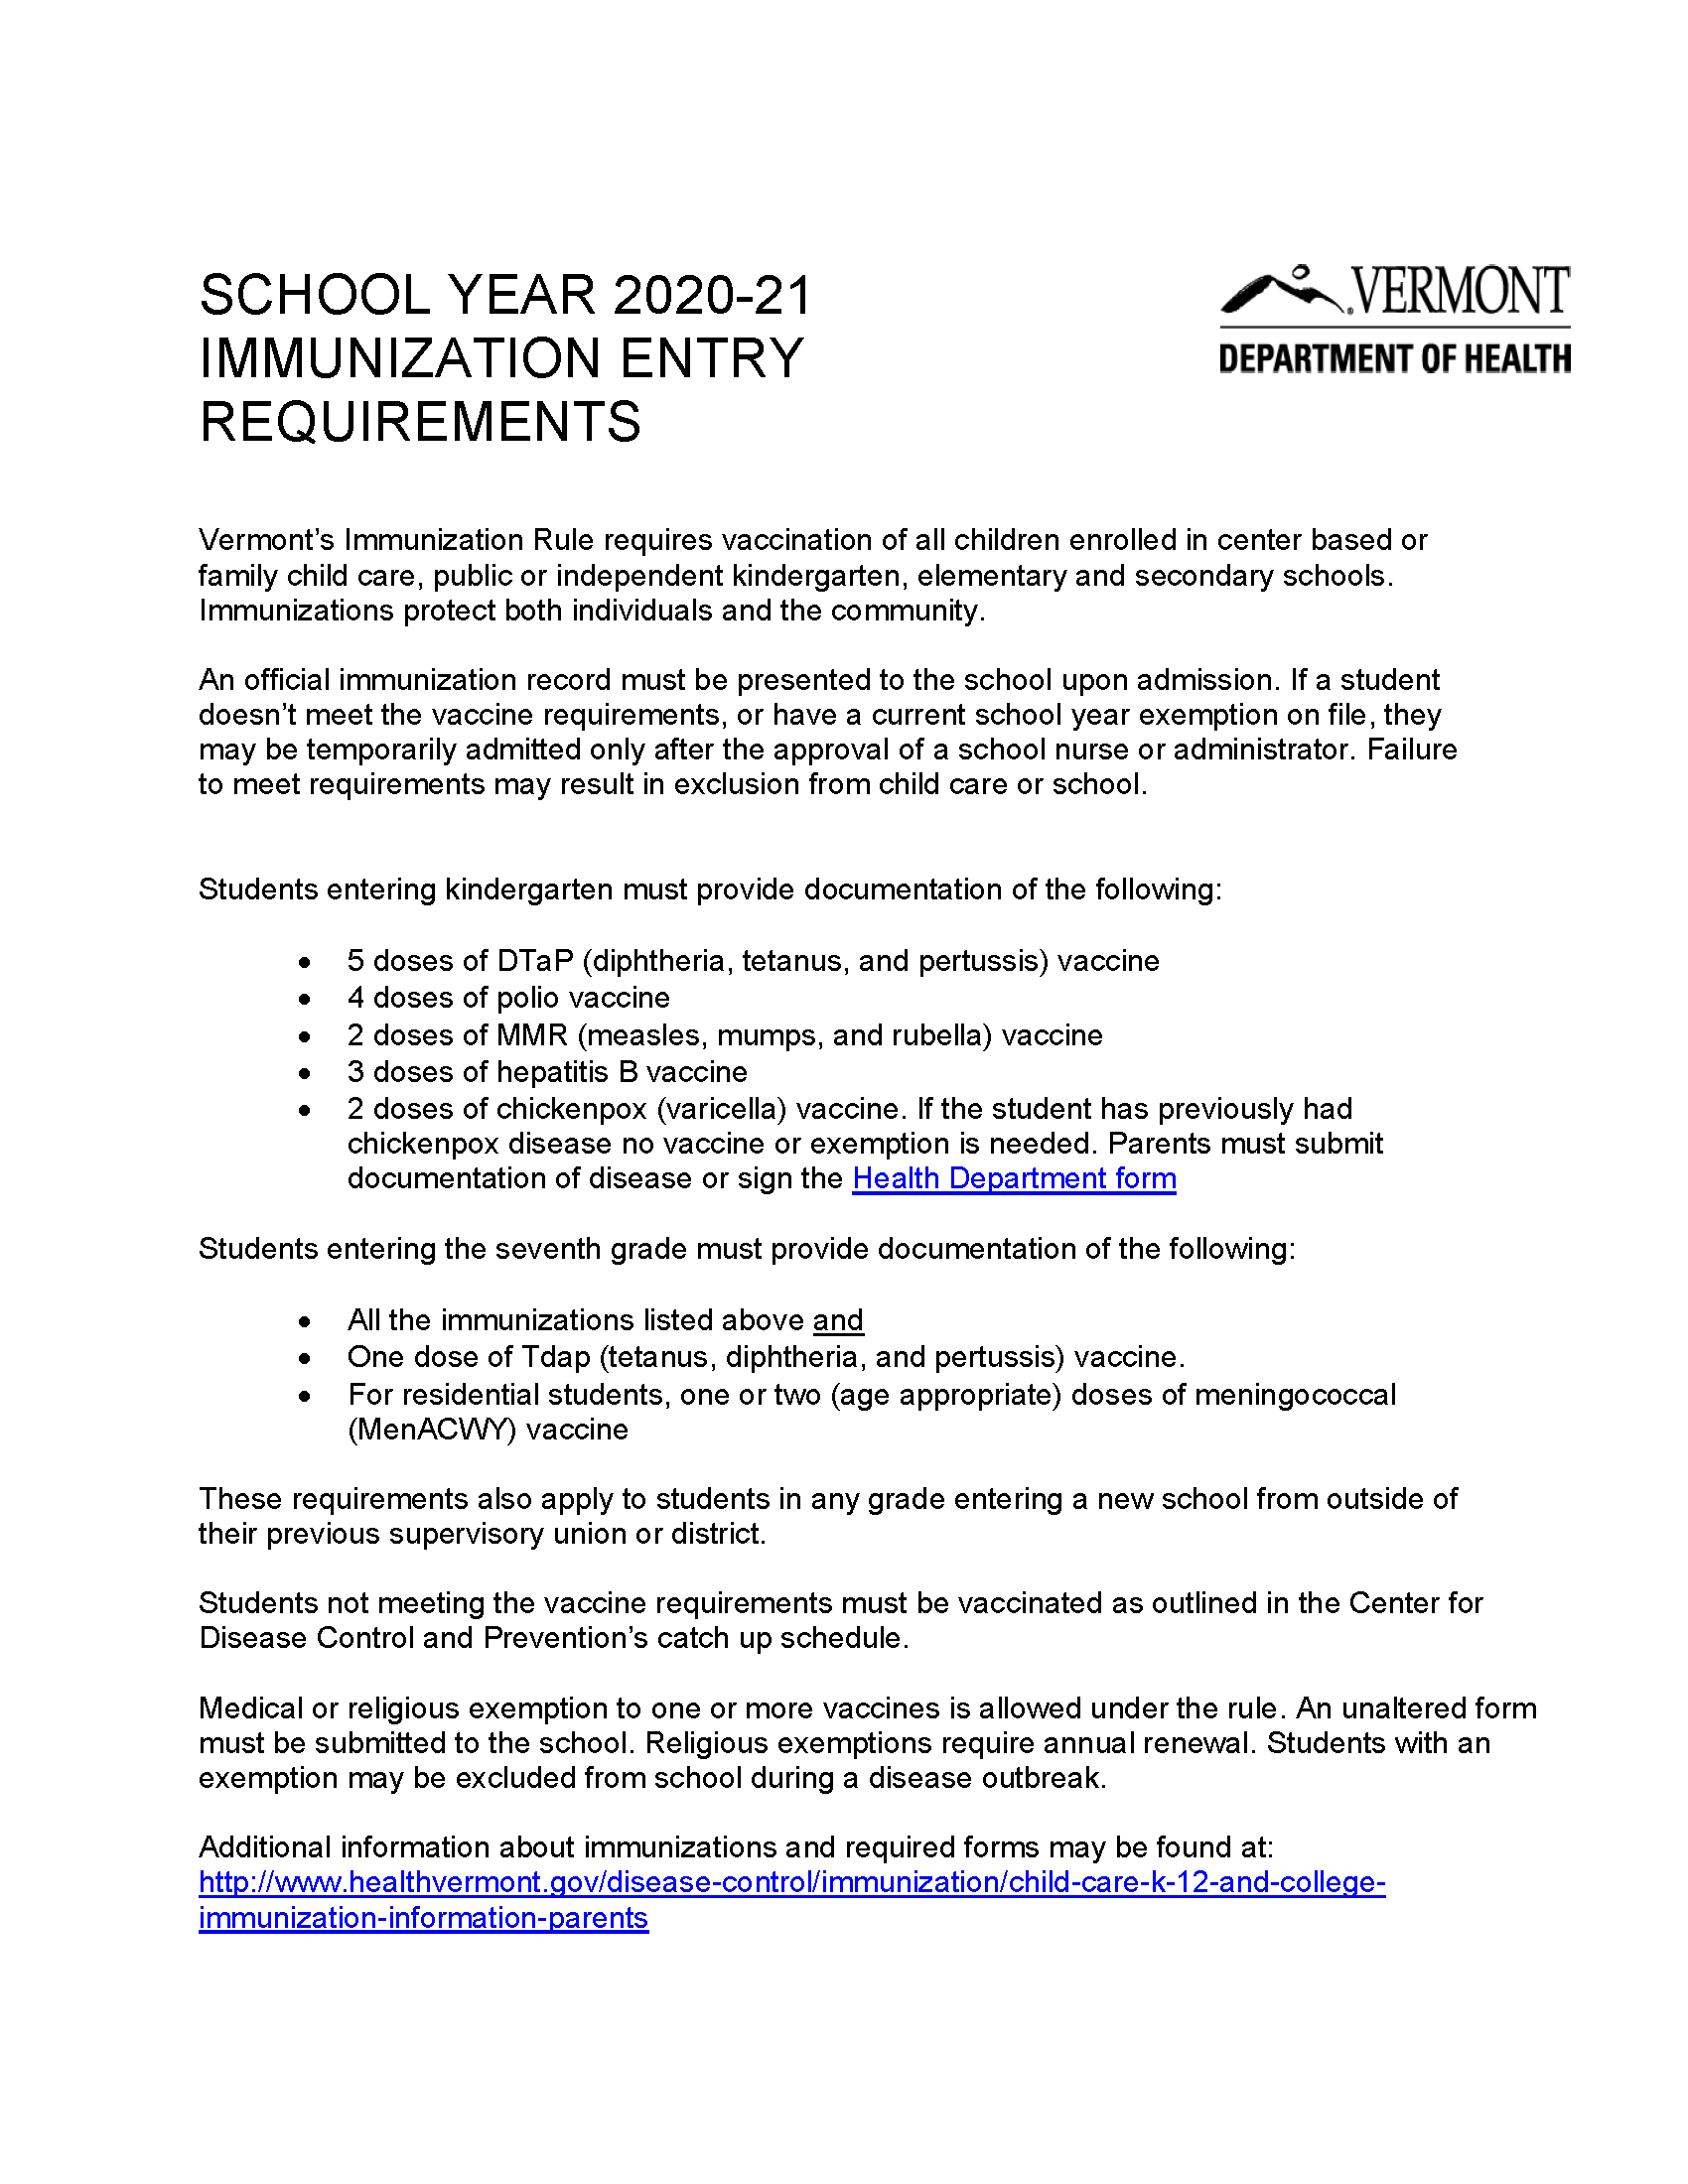 SCHOOL YEAR 2020-21
IMMUNIZATION ENTRY
REQUIREMENTS
VERMONT
DEPARTMENT OF HEALTH
Vermont’s Immunization Rule requires vaccination of all children enrolled in center based or
family child care, public or independent kindergarten, elementary and secondary schools.
Immunizations protect both individuals and the community.
An official immunization record must be presented to the school upon admission. If a student
doesn’t meet the vaccine requirements, or have a current school year exemption on file, they
may be temporarily admitted only after the approval of a school nurse or administrator. Failure
to meet requirements may result in exclusion from child care or school.
Students entering kindergarten must provide documentation of the following:
• 5 doses of DTaP (diphtheria, tetanus, and pertussis) vaccine
• 4 doses of polio vaccine
• 2 doses of MMR (measles, mumps, and rubella) vaccine
• 3 doses of hepatitis B vaccine
• 2 doses of chickenpox (varicella) vaccine. If the student has previously had
chickenpox disease no vaccine or exemption is needed. Parents must submit
documentation of disease or sign the Health Department form
Students entering the seventh grade must provide documentation of the following:
• All the immunizations listed above and
• One dose of Tdap (tetanus, diphtheria, and pertussis) vaccine.
• For residential students, one or two (age appropriate) doses of meningococcal
(MenACWY) vaccine
These requirements also apply to students in any grade entering a new school from outside of
their previous supervisory union or district.
Students not meeting the vaccine requirements must be vaccinated as outlined in the Center for
Disease Control and Prevention’s catch up schedule.
Medical or religious exemption to one or more vaccines is allowed under the rule. An unaltered form
must be submitted to the school. Religious exemptions require annual renewal. Students with an
exemption may be excluded from school during a disease outbreak.
Additional information about immunizations and required forms may be found at:
http://www.healthvermont.gov/disease-control/immunization/child-care-k-12-and-college-
immunization-information-parents